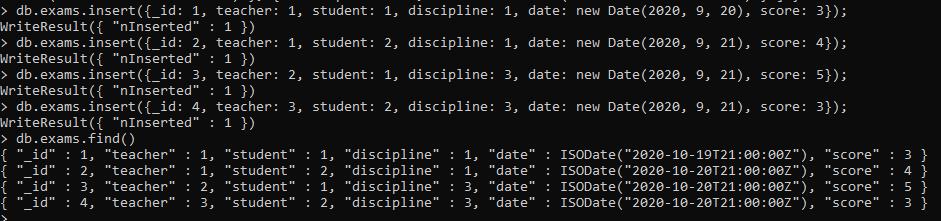 > db.exams.insert({_id: 1, teacher: 1, student: 1, discipline: 1, date: new Date(2020, 9, 20), score: 3});
WriteResult({ "nInserted" : 1 })
> db.exams.insert({_id: 2, teacher: 1, student: 2, discipline: 1, date: new Date(2020, 9, 21), score: 4});
WriteResult({ "nInserted" : 1 })
> db.exams.insert({_id: 3, teacher: 2, student: 1, discipline: 3, date: new Date(2020, 9, 21), score: 5});
WriteResult({ "nInserted" : 1 })
> db.exams.insert({_id: 4, teacher: 3, student: 2, discipline: 3, date: new Date(2020, 9, 21), score: 3});
WriteResult({ "nInserted" : 1 })
> db.exams.find()
{ "_id" : 1, "teacher" : 1, "student" : 1, "discipline" : 1, "date" : ISODate("2020-10-19T21:00:00Z"), "score" : 3 }
{ "_id" : 2, "teacher" : 1, "student" : 2, "discipline" : 1, "date" : ISODate("2020-10-20T21:00:00Z"), "score" : 4 }
{ "_id" : 3, "teacher" : 2, "student" : 1, "discipline" : 3, "date" : ISODate("2020-10-20T21:00:00Z"), "score" : 5 }
{ "_id" : 4, "teacher" : 3, "student" : 2, "discipline" : 3, "date" : ISODate("2020-10-20T21:00:00Z"), "score" : 3 }
>